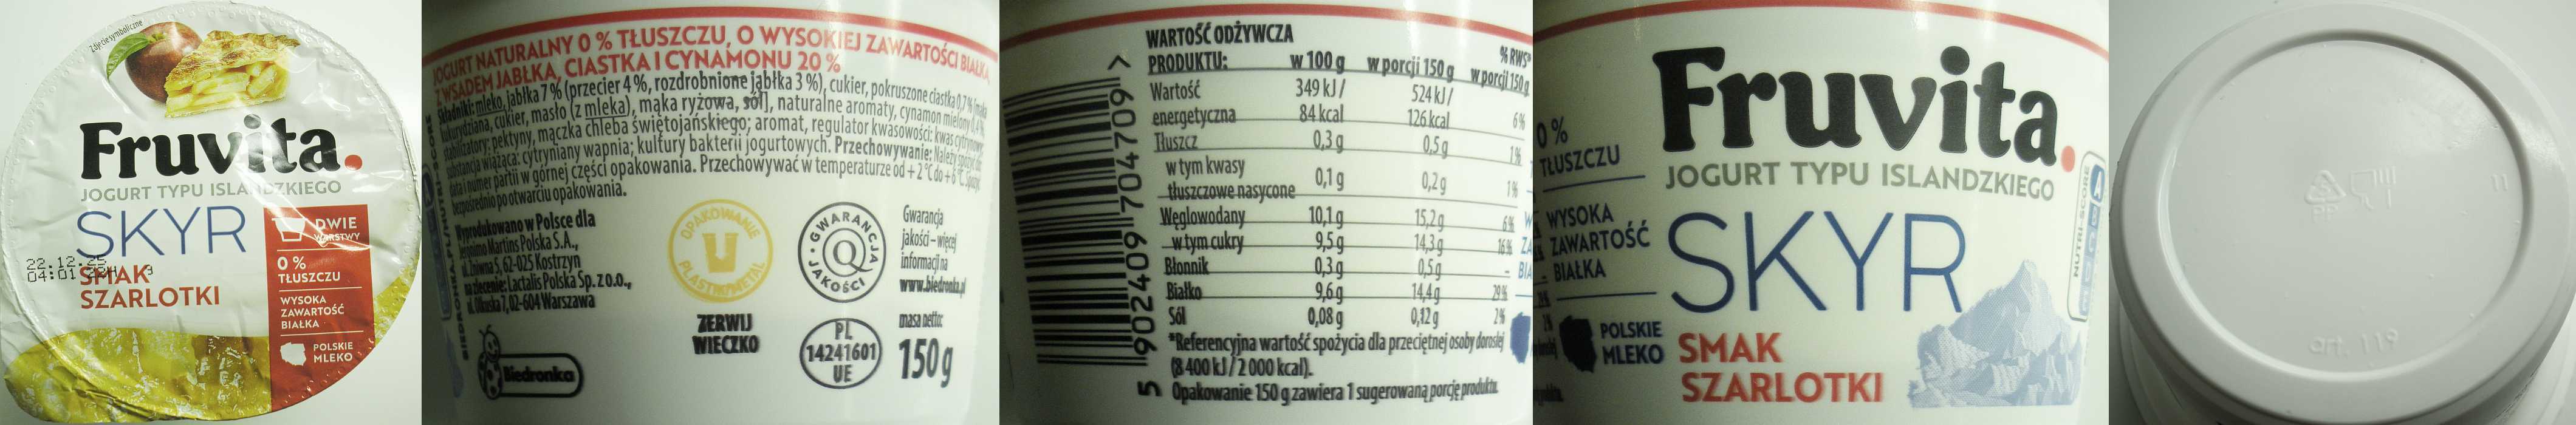 Zdjęcie symboliczne
Fruvita.
JOGURT TYPU ISLANDZKIEGO
SKYR
22.12.25
04:01
SMAK
SZARLOTKI
DWIE
WARSTWY
0 %
TŁUSZCZU
WYSOKA
ZAWARTOŚĆ
BIAŁKA
POLSKIE
MLEKO
JOGURT NATURALNY 0 % TŁUSZCZU, O WYSOKIEJ ZAWARTOŚCI BIAŁKA,
Z WSADEM JABŁKA, CIASTKA I CYNAMONU 20 %
Składniki: mleko, jabłka 7 % (przecier 4 %, rozdrobnione jabłka 3 %), cukier, pokruszone ciastka 0,7 % [mąka
kukurydziana, cukier, masło (z mleka), mąka ryżowa, sól], naturalne aromaty, cynamon mielony
stabilizatory: pektyny, mączka chleba świętojańskiego; aromat, regulator kwasowości: kwas cytrynowy
substancja wiążąca: cytryniany wapnia; kultury bakterii jogurtowych. Przechowywanie: Należy spożyć do:
data i numer partii w górnej części opakowania. Przechowywać w temperaturze od + 2 °C do + 6 °C. Spożyć
bezpośrednio po otwarciu opakowania.
Wyprodukowano w Polsce dla
Jeronimo Martins Polska S.A.,
ul. Żniwna 5, 62-025 Kostrzyn
na zlecenie: Lactalis Polska Sp. z o.o.,
02-604 Warszawa
Biedronka
OPAKOWANIE
PLASTIK/METAL
ZERWIJ
WIECZKO
GWARANCJA
Q
JAKOŚCI
PL
14241601
UE
Gwarancja
jakości – więcej
informacji na
www.biedronka.pl
masa netto:
150 g
5 902409 704709 >
WARTOŚĆ ODŻYWCZA
PRODUKTU: w 100 g w porcji 150 g % RWS* w porcji 150 g
Wartość energetyczna 349 kJ / 84 kcal 524 kJ / 126 kcal 6 %
Tłuszcz 0,3 g 0,5 g 1 %
w tym kwasy tłuszczowe nasycone 0,1 g 0,2 g 1 %
Węglowodany 10,1 g 15,2 g 6 %
w tym cukry 9,5 g 14,3 g 16 %
Błonnik 0,3 g 0,5 g -
Białko 9,6 g 14,4 g 29 %
Sól 0,08 g 0,12 g 2 %
*Referencyjna wartość spożycia dla przeciętnej osoby dorosłej
(8 400 kJ / 2 000 kcal).
Opakowanie 150 g zawiera 1 sugerowaną porcję produktu.
0 %
TŁUSZCZU
WYSOKA
ZAWARTOŚĆ
BIAŁKA
POLSKIE
MLEKO
Fruvita.
JOGURT TYPU ISLANDZKIEGO
SKYR
SMAK
SZARLOTKI
NUTRI-SCORE
A
PP
11
art. 119